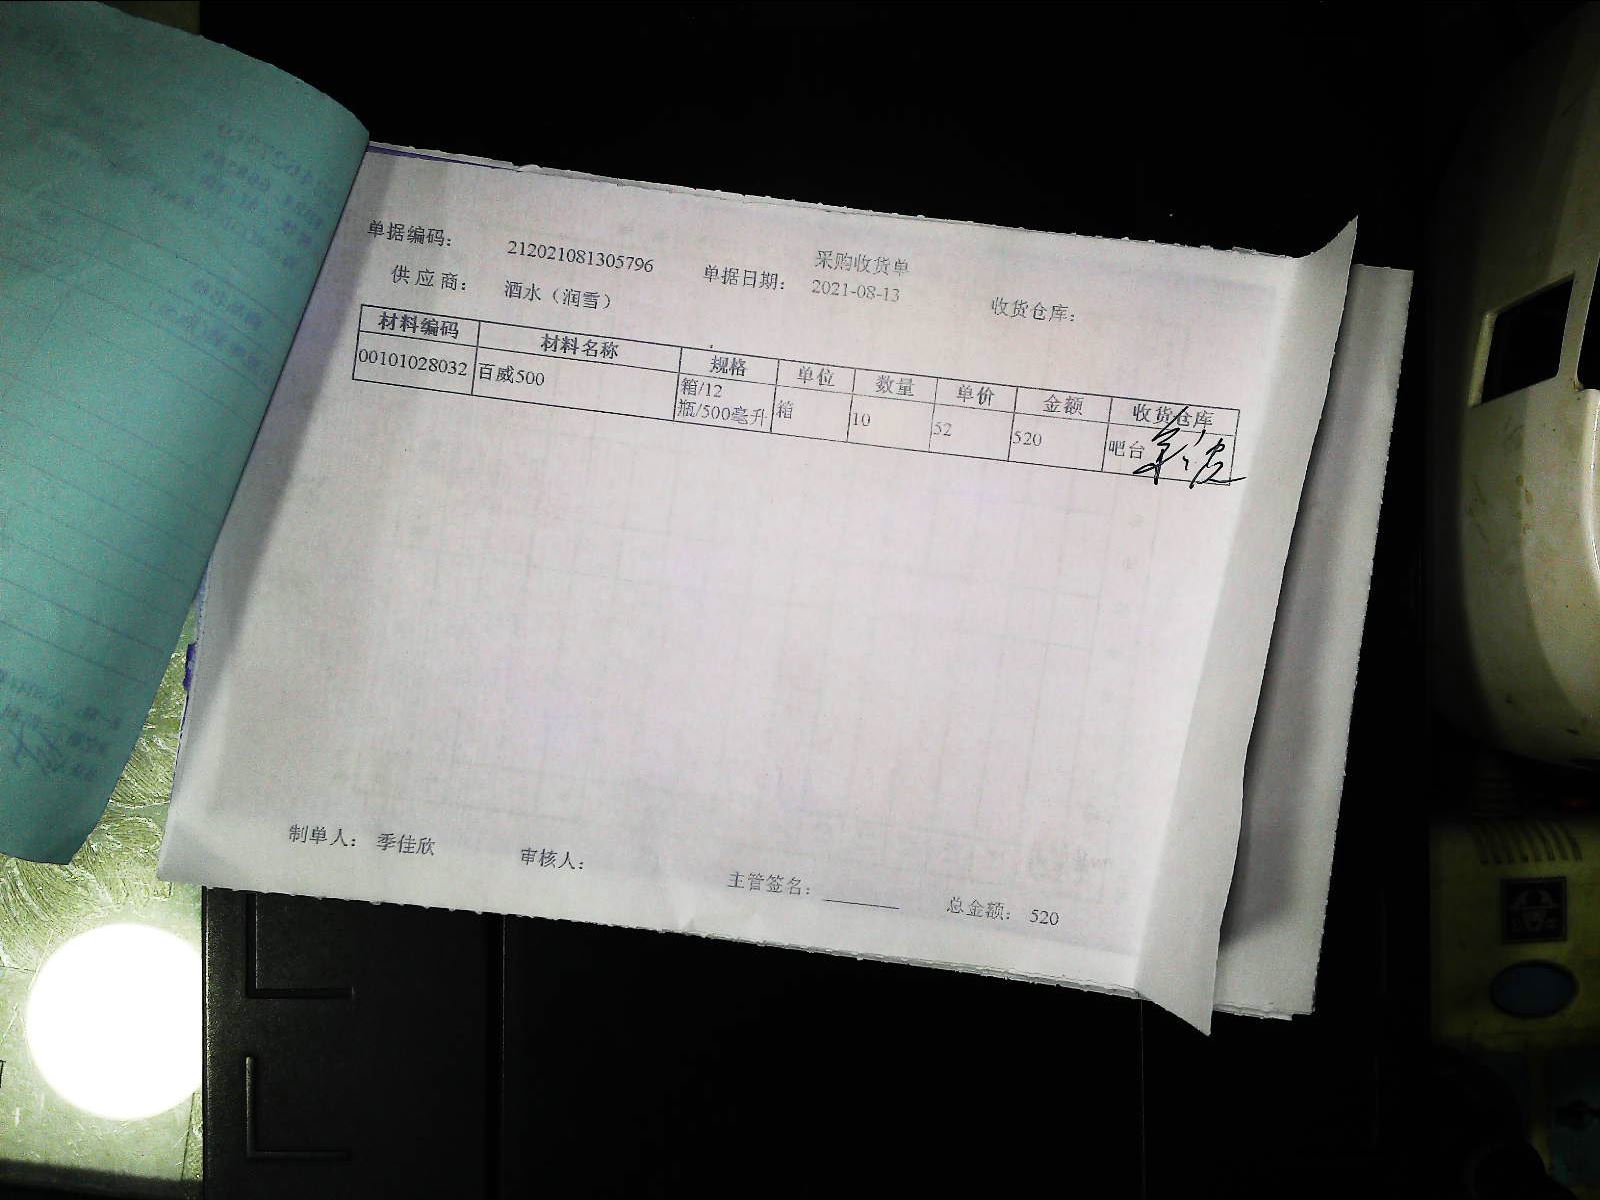 采购收货单
单据编码： 212021081305796 单据日期： 2021-08-13 收货仓库：
供 应 商： 酒水（润雪）
材料编码 材料名称 规格 单位 数量 单价 金额 收货仓库
00101028032 百威500 箱/12 瓶/500毫升 箱 10 52 520 吧台
制单人： 季佳欣 审核人： 主管签名： 总金额： 520